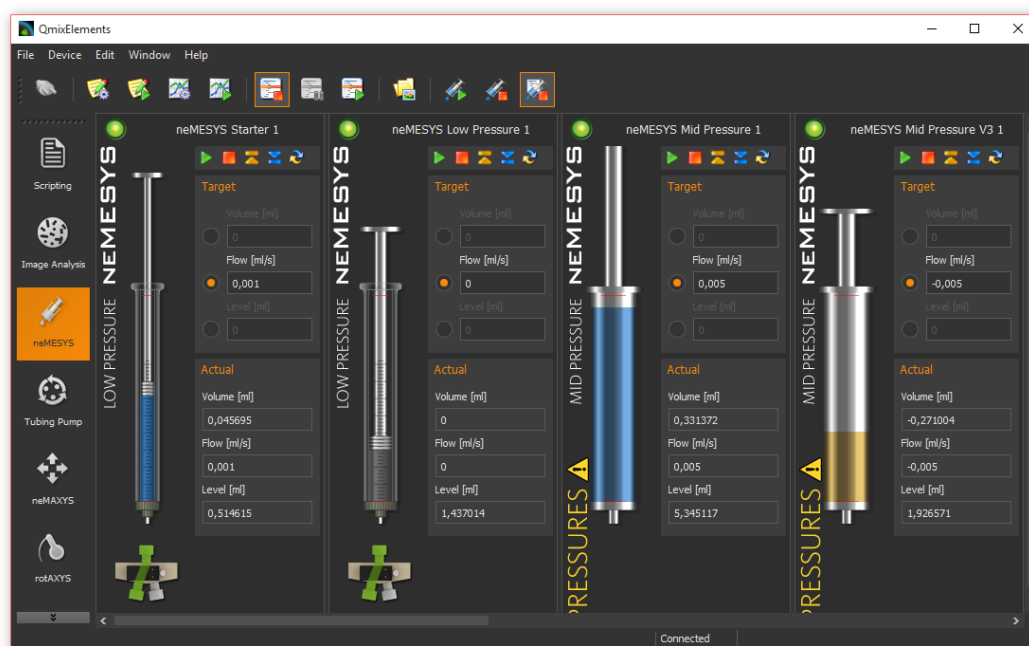 QmixElements
File Device Edit Window Help
Scripting
Image Analysis
neMESYS
Tubing Pump
neMAXYS
rotAXYS
neMESYS Starter 1
LOW PRESSURE NEMESYS
Target
Volume [ml]
0
Flow [ml/s]
0,001
Level [ml]
0
Actual
Volume [ml]
0,045695
Flow [ml/s]
0,001
Level [ml]
0,514615
neMESYS Low Pressure 1
LOW PRESSURE NEMESYS
Target
Volume [ml]
0
Flow [ml/s]
0
Level [ml]
0
Actual
Volume [ml]
0
Flow [ml/s]
0
Level [ml]
1,437014
neMESYS Mid Pressure 1
MID PRESSURE NEMESYS
PRESSURES
Target
Volume [ml]
0
Flow [ml/s]
0,005
Level [ml]
0
Actual
Volume [ml]
0,331372
Flow [ml/s]
0,005
Level [ml]
5,345117
neMESYS Mid Pressure V3 1
MID PRESSURE NEMESYS
PRESSURES
Target
Volume [ml]
0
Flow [ml/s]
-0,005
Level [ml]
0
Actual
Volume [ml]
-0,271004
Flow [ml/s]
-0,005
Level [ml]
1,926571
Connected